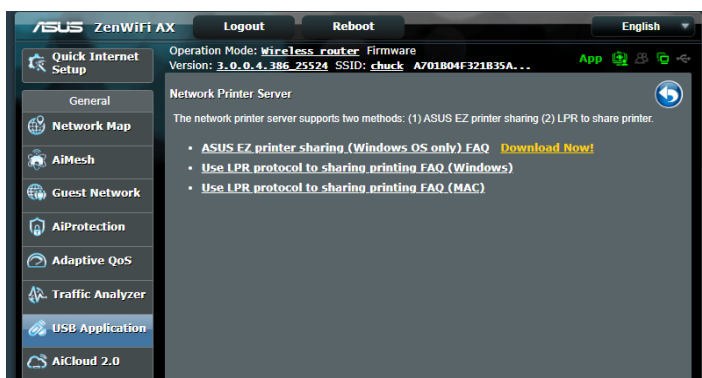 ASUS ZenWiFi AX Logout Reboot English
Quick Internet Setup
Operation Mode: Wireless router Firmware
Version: 3.0.0.4.386_25524 SSID: chuck A701B04F321B35A... App
General
Network Map
AiMesh
Guest Network
AiProtection
Adaptive QoS
Traffic Analyzer
USB Application
AiCloud 2.0
Network Printer Server
The network printer server supports two methods: (1) ASUS EZ printer sharing (2) LPR to share printer.
ASUS EZ printer sharing (Windows OS only) FAQ Download Now!
Use LPR protocol to sharing printing FAQ (Windows)
Use LPR protocol to sharing printing FAQ (MAC)